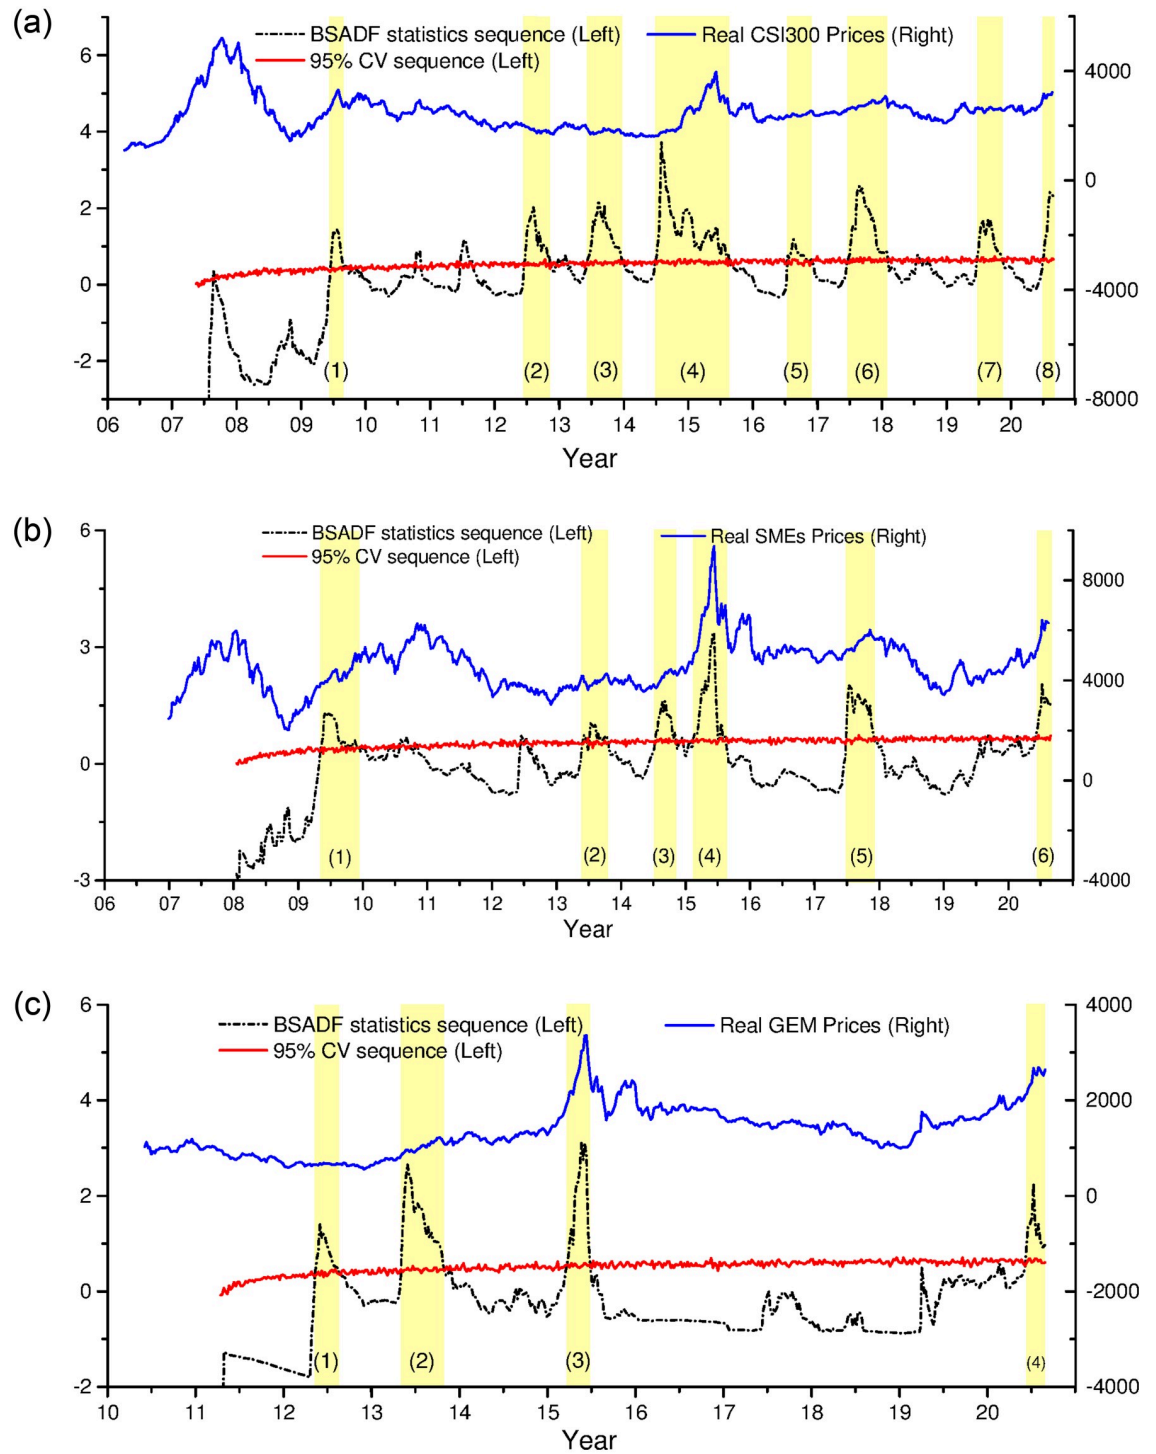 (a)
BSADF statistics sequence (Left)
Real CSI300 Prices (Right)
95% CV sequence (Left)
6
4
2
0
-2
4000
0
-4000
-8000
(1)
(2)
(3)
(4)
(5)
(6)
(7)
(8)
06 07 08 09 10 11 12 13 14 15 16 17 18 19 20
Year
(b)
BSADF statistics sequence (Left)
Real SMEs Prices (Right)
95% CV sequence (Left)
6
3
0
-3
8000
4000
0
-4000
(1)
(2)
(3)
(4)
(5)
(6)
06 07 08 09 10 11 12 13 14 15 16 17 18 19 20
Year
(c)
BSADF statistics sequence (Left)
Real GEM Prices (Right)
95% CV sequence (Left)
6
4
2
0
-2
4000
2000
0
-2000
-4000
(1)
(2)
(3)
(4)
10 11 12 13 14 15 16 17 18 19 20
Year